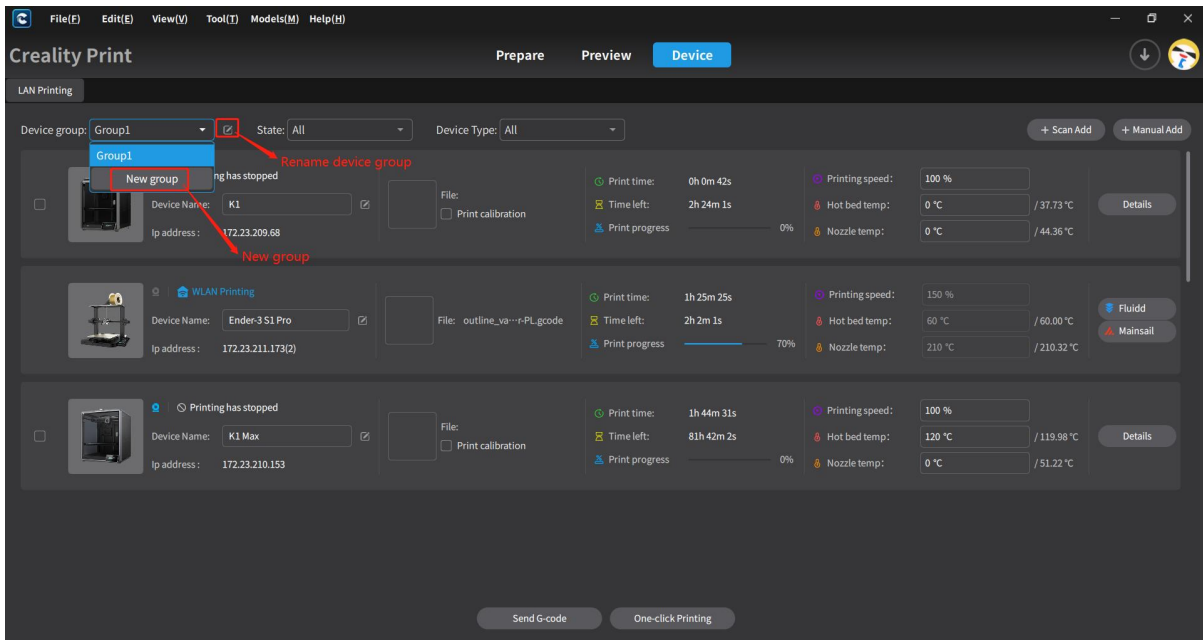 File(F) Edit(E) View(V) Tool(T) Models(M) Help(H)
Creality Print
Prepare Preview Device
LAN Printing
Device group: Group1 State: All Device Type: All + Scan Add + Manual Add
Group1
New group
Rename device group
New group
ng has stopped
Device Name: K1
Ip address : 172.23.209.68
File:
Print calibration
Print time: 0h 0m 42s
Time left: 2h 24m 1s
Print progress 0%
Printing speed: 100 %
Hot bed temp: 0 °C / 37.73 °C
Nozzle temp: 0 °C / 44.36 °C
Details
WLAN Printing
Device Name: Ender-3 S1 Pro
Ip address : 172.23.211.173(2)
File: outline_va···r-PL.gcode
Print time: 1h 25m 25s
Time left: 2h 2m 1s
Print progress 70%
Printing speed: 150 %
Hot bed temp: 60 °C / 60.00 °C
Nozzle temp: 210 °C / 210.32 °C
Fluidd
Mainsail
Printing has stopped
Device Name: K1 Max
Ip address : 172.23.210.153
File:
Print calibration
Print time: 1h 44m 31s
Time left: 81h 42m 2s
Print progress 0%
Printing speed: 100 %
Hot bed temp: 120 °C / 119.98 °C
Nozzle temp: 0 °C / 51.22 °C
Details
Send G-code One-click Printing